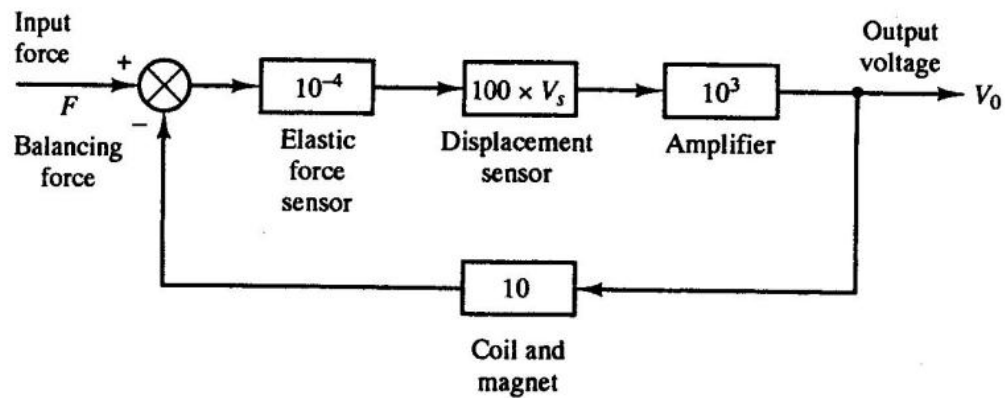 Input
force
+
F
−
Balancing
force
10⁻⁴
Elastic
force
sensor
100 × Vₛ
Displacement
sensor
10³
Amplifier
Output
voltage
V₀
10
Coil and
magnet